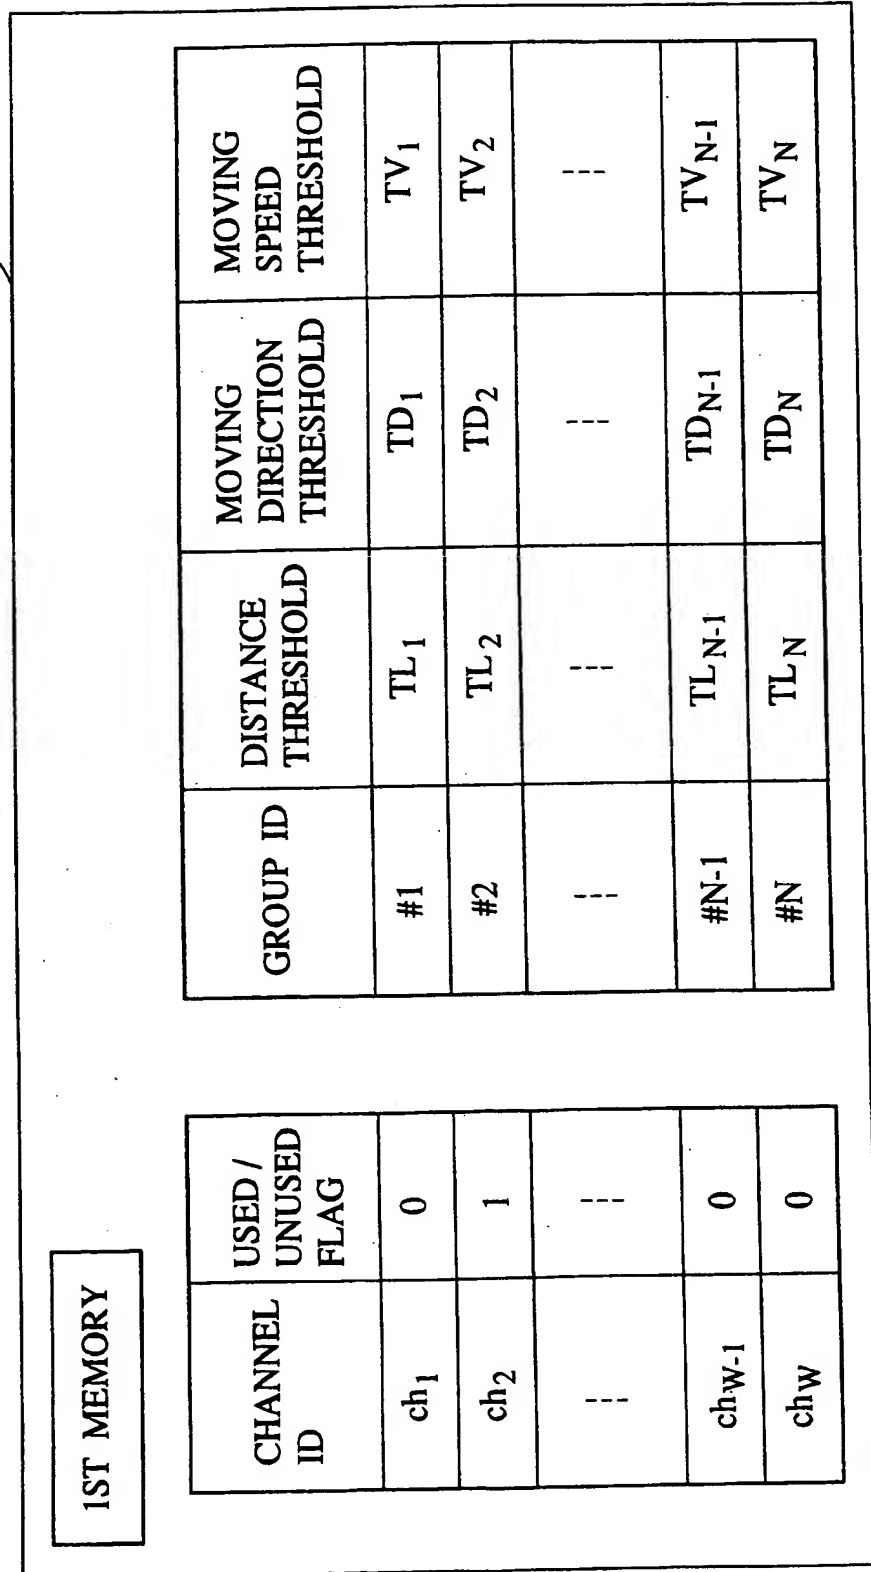 1ST MEMORY
CHANNEL ID | USED / UNUSED FLAG
ch1 | 0
ch2 | 1
--- | ---
chW-1 | 0
chW | 0
GROUP ID | DISTANCE THRESHOLD | MOVING DIRECTION THRESHOLD | MOVING SPEED THRESHOLD
#1 | TL1 | TD1 | TV1
#2 | TL2 | TD2 | TV2
--- | --- | --- | ---
#N-1 | TLN-1 | TDN-1 | TVN-1
#N | TLN | TDN | TVN